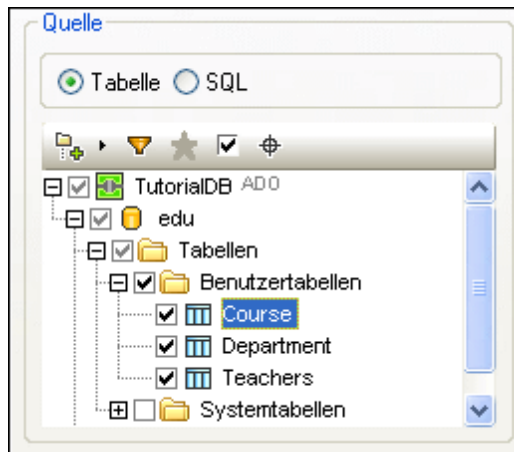 Quelle
Tabelle SQL
TutorialDB ADO
edu
Tabellen
Benutzertabellen
Course
Department
Teachers
Systemtabellen